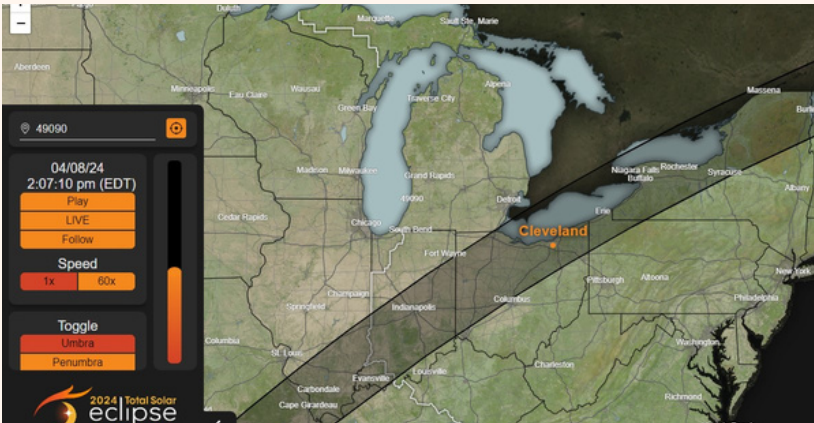 +
−
Duluth
Marquette
Sault Ste. Marie
Aberdeen
Minneapolis
Eau Claire
Wausau
Green Bay
Traverse City
Alpena
Massena
49090
04/08/24
2:07:10 pm (EDT)
Play
LIVE
Follow
Speed
1x
60x
Toggle
Umbra
Penumbra
2024 Total Solar
eclipse
Madison
Milwaukee
Grand Rapids
49090
Detroit
Niagara Falls
Buffalo
Rochester
Syracuse
Albany
Cedar Rapids
Chicago
South Bend
Erie
Cleveland
Fort Wayne
Pittsburgh
Altoona
New York
Champaign
Springfield
Indianapolis
Columbus
Philadelphia
Columbia
St. Louis
Washington
Evansville
Louisville
Charleston
Carbondale
Cape Girardeau
Richmond